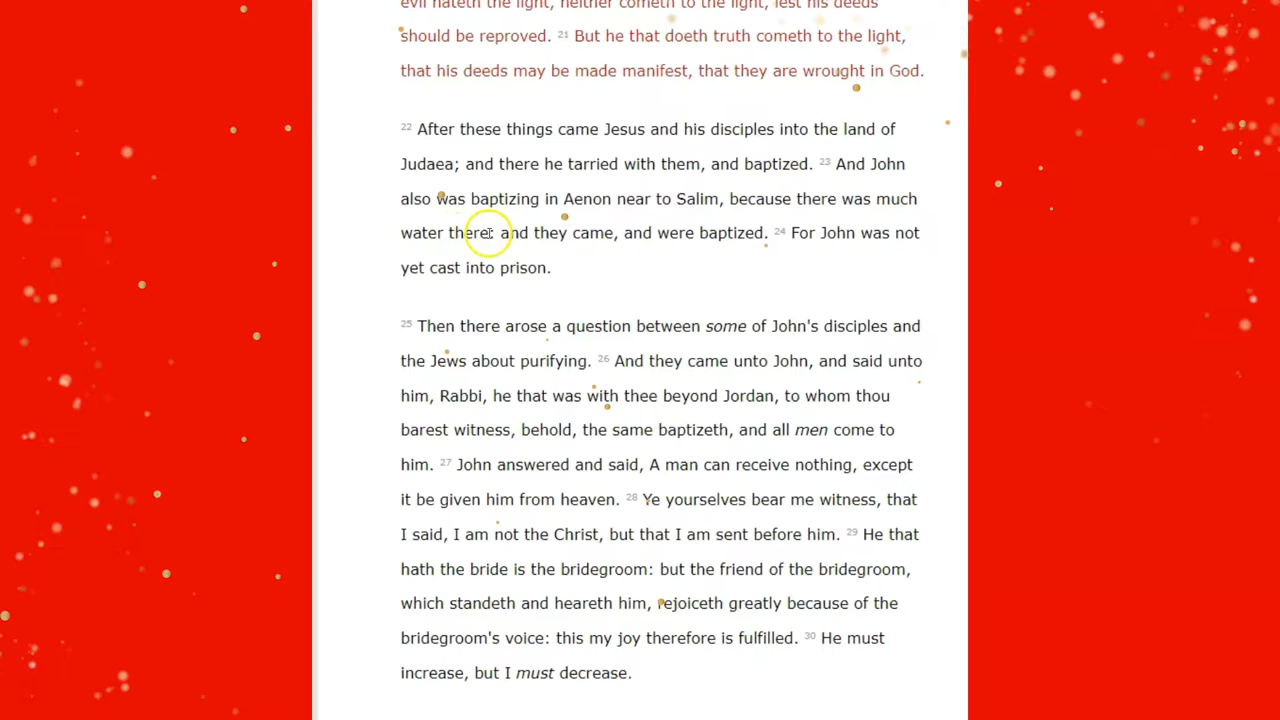 evil hateth the light, neither cometh to the light, lest his deeds
should be reproved. 21 But he that doeth truth cometh to the light,
that his deeds may be made manifest, that they are wrought in God.
22 After these things came Jesus and his disciples into the land of
Judaea; and there he tarried with them, and baptized. 23 And John
also was baptizing in Aenon near to Salim, because there was much
water there: and they came, and were baptized. 24 For John was not
yet cast into prison.
25 Then there arose a question between some of John's disciples and
the Jews about purifying. 26 And they came unto John, and said unto
him, Rabbi, he that was with thee beyond Jordan, to whom thou
barest witness, behold, the same baptizeth, and all men come to
him. 27 John answered and said, A man can receive nothing, except
it be given him from heaven. 28 Ye yourselves bear me witness, that
I said, I am not the Christ, but that I am sent before him. 29 He that
hath the bride is the bridegroom: but the friend of the bridegroom,
which standeth and heareth him, rejoiceth greatly because of the
bridegroom's voice: this my joy therefore is fulfilled. 30 He must
increase, but I must decrease.